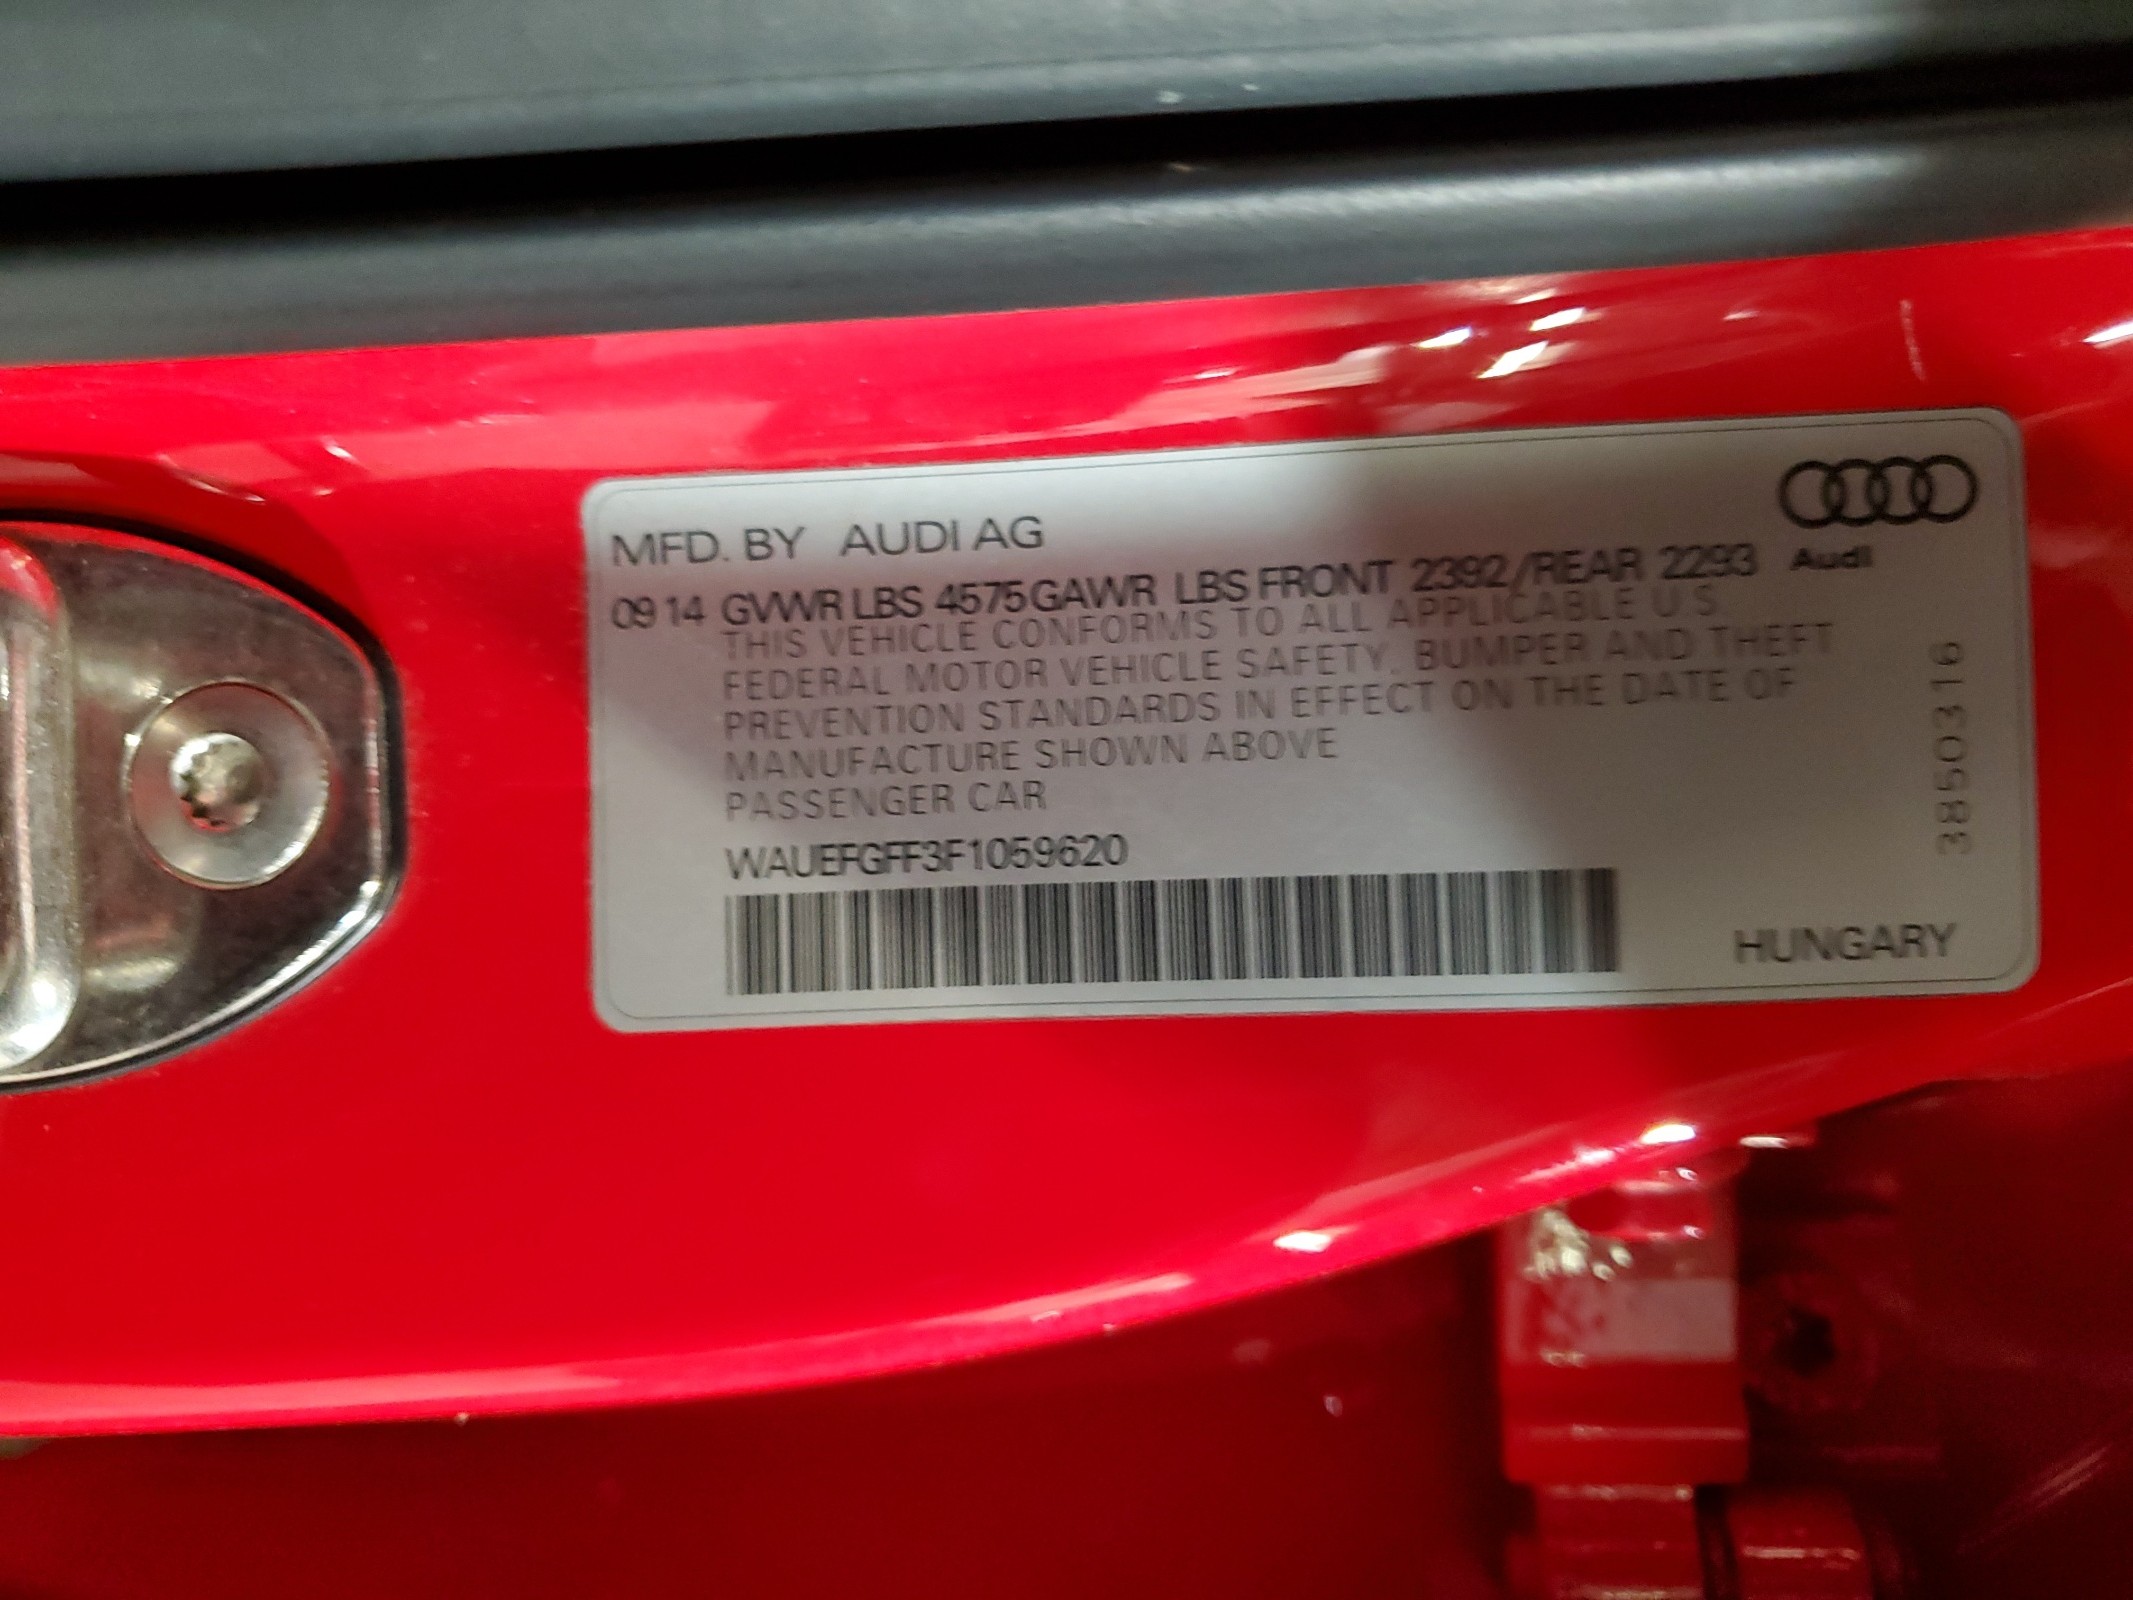 MFD. BY AUDI AG
Audi
09 14 GVWR LBS 4575 GAWR LBS FRONT 2392 /REAR 2293
THIS VEHICLE CONFORMS TO ALL APPLICABLE U.S.
FEDERAL MOTOR VEHICLE SAFETY, BUMPER AND THEFT
PREVENTION STANDARDS IN EFFECT ON THE DATE OF
MANUFACTURE SHOWN ABOVE
PASSENGER CAR
WAUEFGFF3F1059620
HUNGARY
3850316